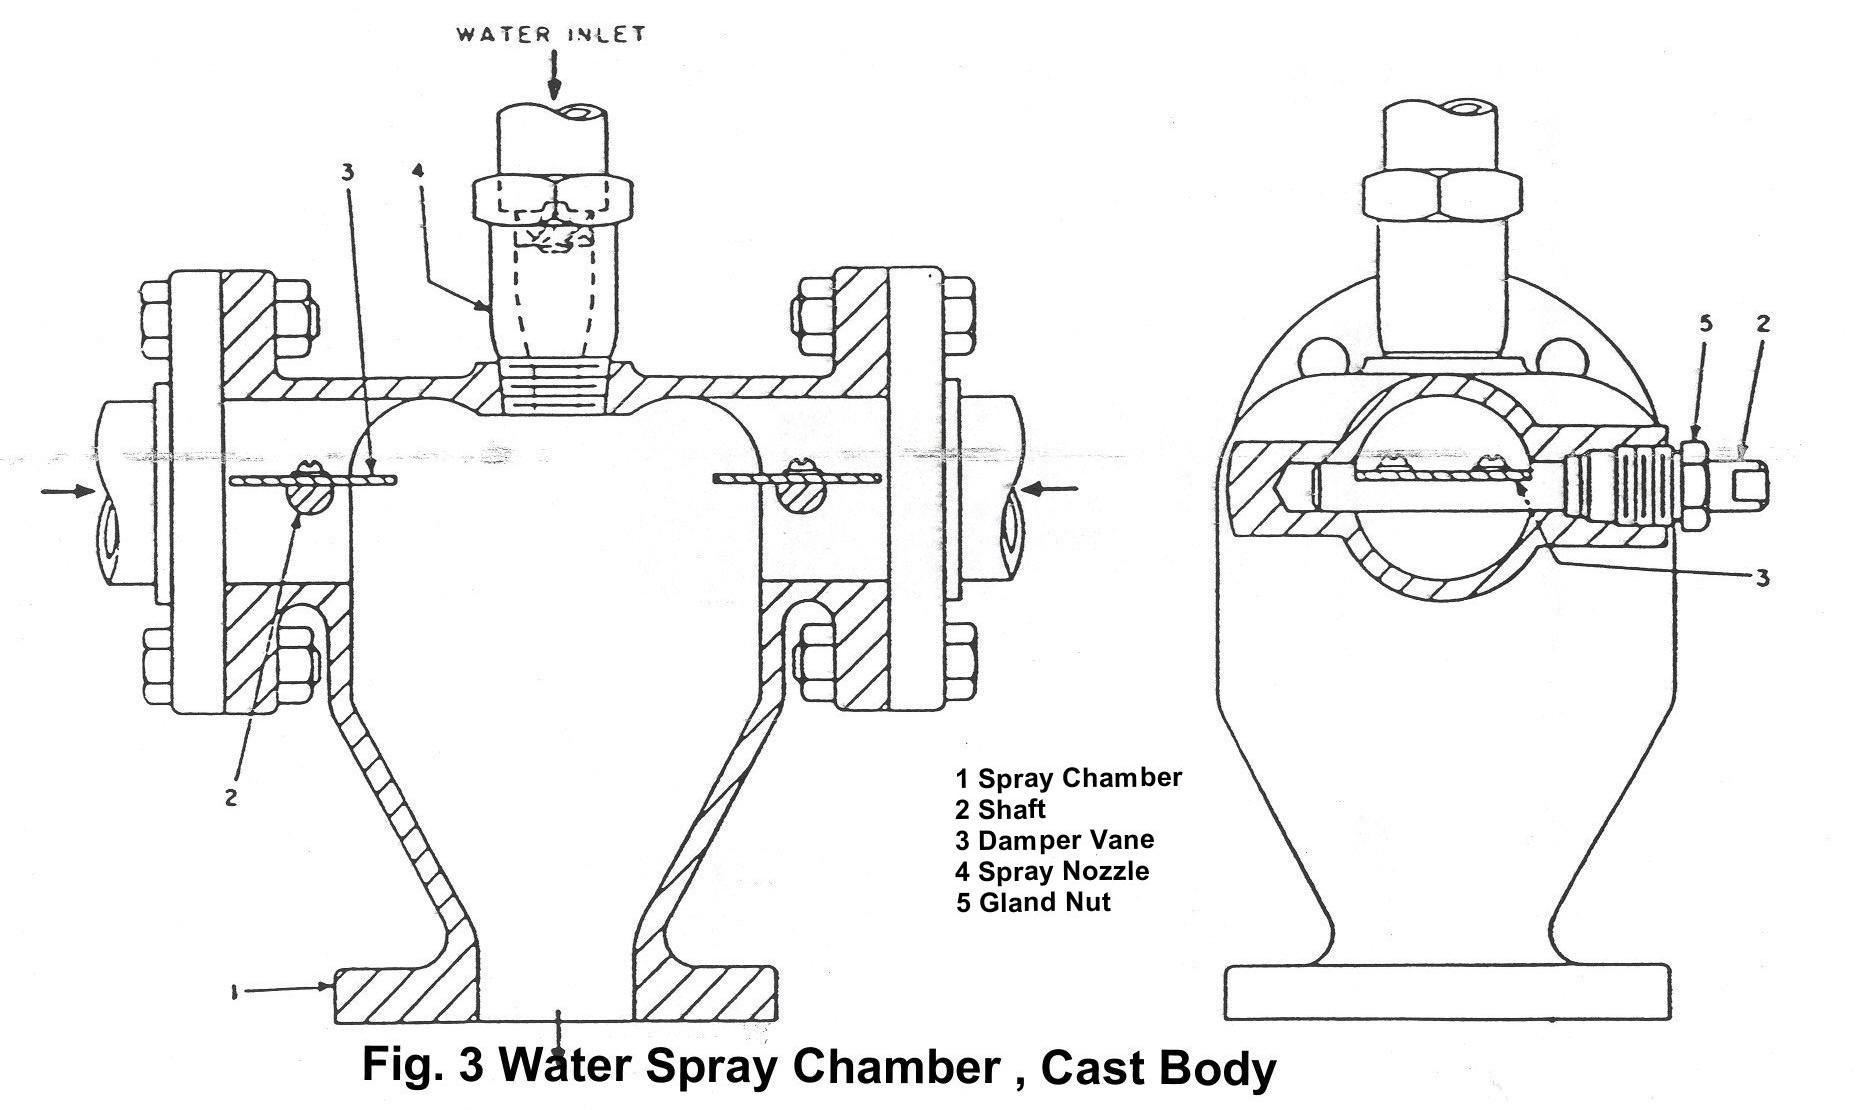 WATER INLET
3
4
5
2
3
2
1
1 Spray Chamber
2 Shaft
3 Damper Vane
4 Spray Nozzle
5 Gland Nut
Fig. 3 Water Spray Chamber , Cast Body